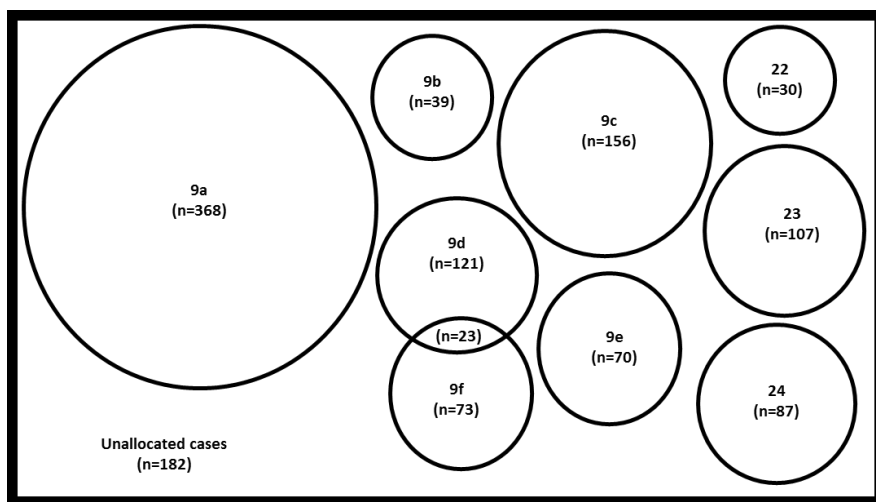 9a
(n=368)
9b
(n=39)
9c
(n=156)
22
(n=30)
9d
(n=121)
(n=23)
9f
(n=73)
9e
(n=70)
23
(n=107)
24
(n=87)
Unallocated cases
(n=182)